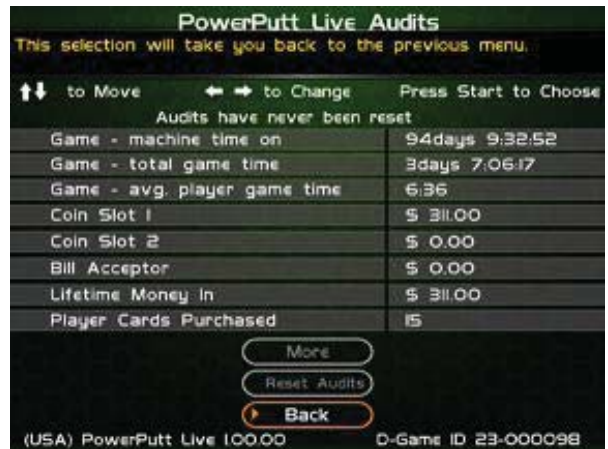 PowerPutt Live Audits
This selection will take you back to the previous menu.
to Move to Change Press Start to Choose
Audits have never been reset
Game - machine time on 94days 9:32:52
Game - total game time 3days 7:06:17
Game - avg. player game time 6:36
Coin Slot 1 $ 311.00
Coin Slot 2 $ 0.00
Bill Acceptor $ 0.00
Lifetime Money In $ 311.00
Player Cards Purchased 15
More
Reset Audits
Back
(USA) PowerPutt Live 1.00.00 D-Game ID 23-000098